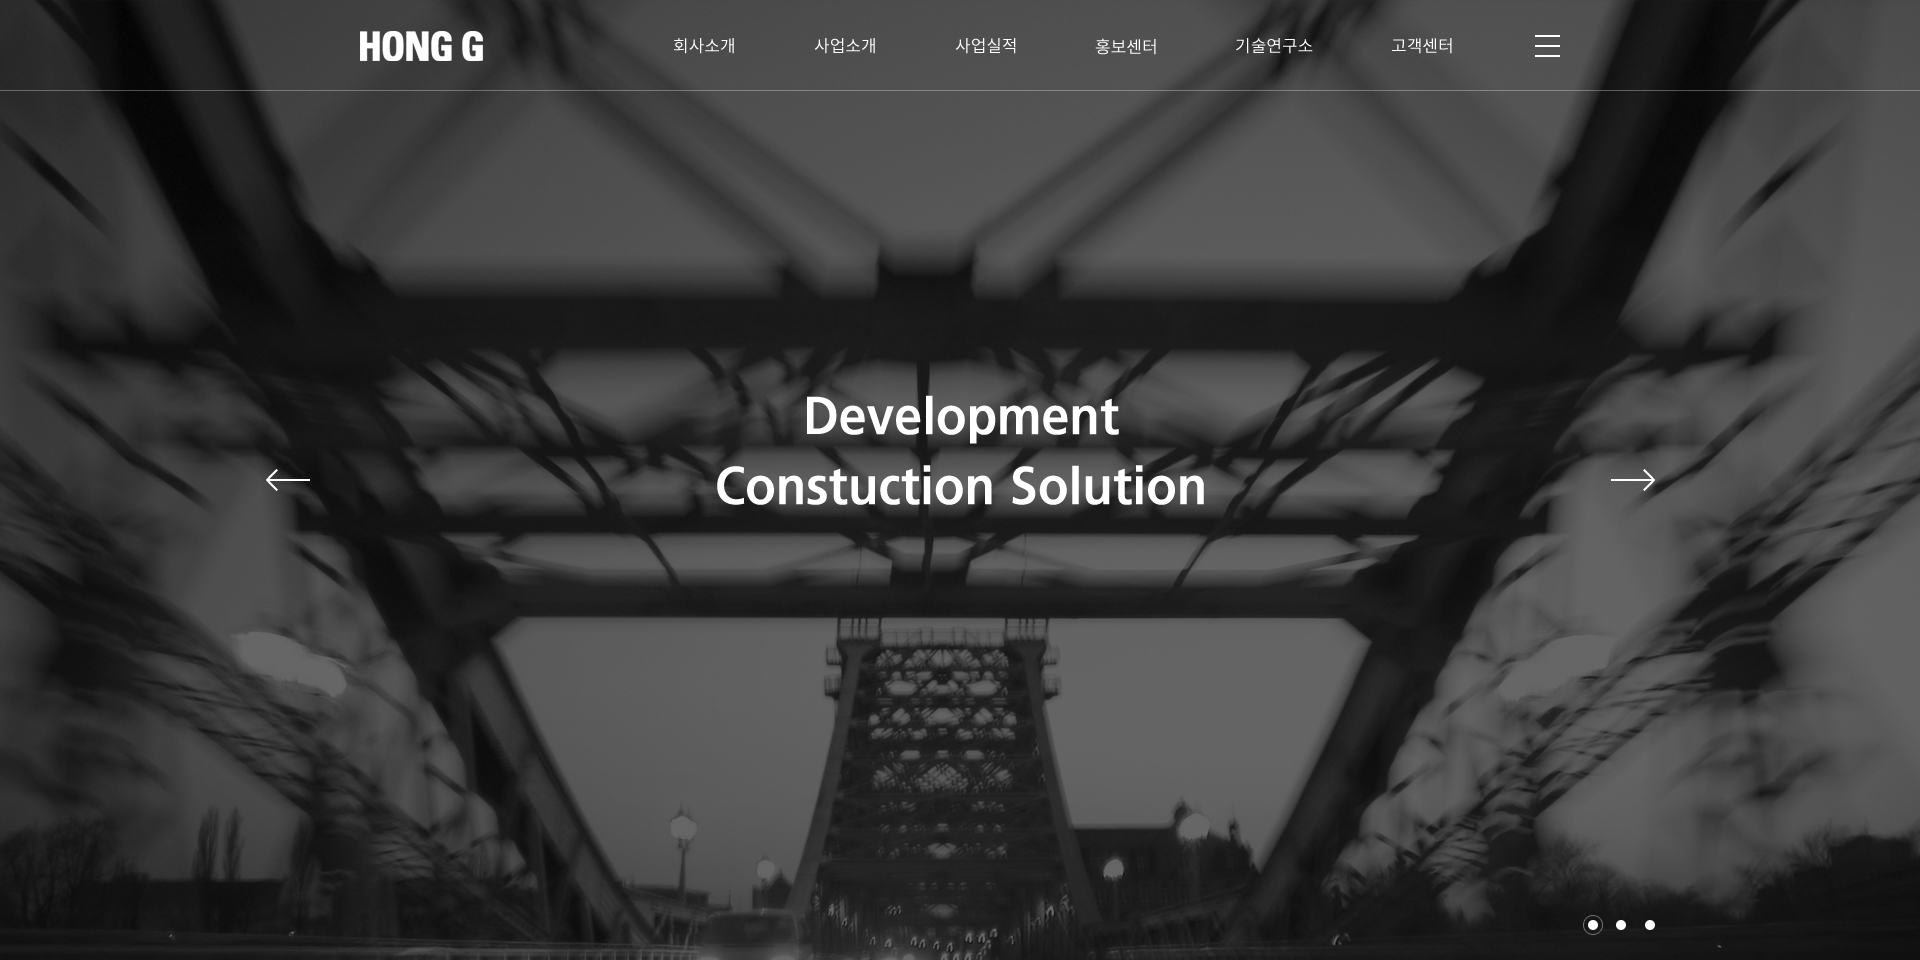 HONG G
회사소개
사업소개
사업실적
홍보센터
기술연구소
고객센터
Development
Constuction Solution